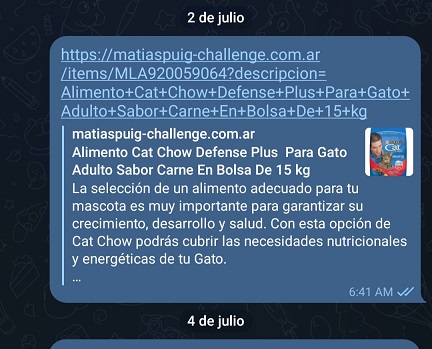 2 de julio
https://matiaspuig-challenge.com.ar
/items/MLA920059064?descripcion=
Alimento+Cat+Chow+Defense+Plus+Para+Gato+
Adulto+Sabor+Carne+En+Bolsa+De+15+kg
matiaspuig-challenge.com.ar
Alimento Cat Chow Defense Plus  Para Gato
Adulto Sabor Carne En Bolsa De 15 kg
La selección de un alimento adecuado para tu
mascota es muy importante para garantizar su
crecimiento, desarrollo y salud. Con esta opción de
Cat Chow podrás cubrir las necesidades nutricionales
y energéticas de tu Gato.
...
6:41 AM
4 de julio